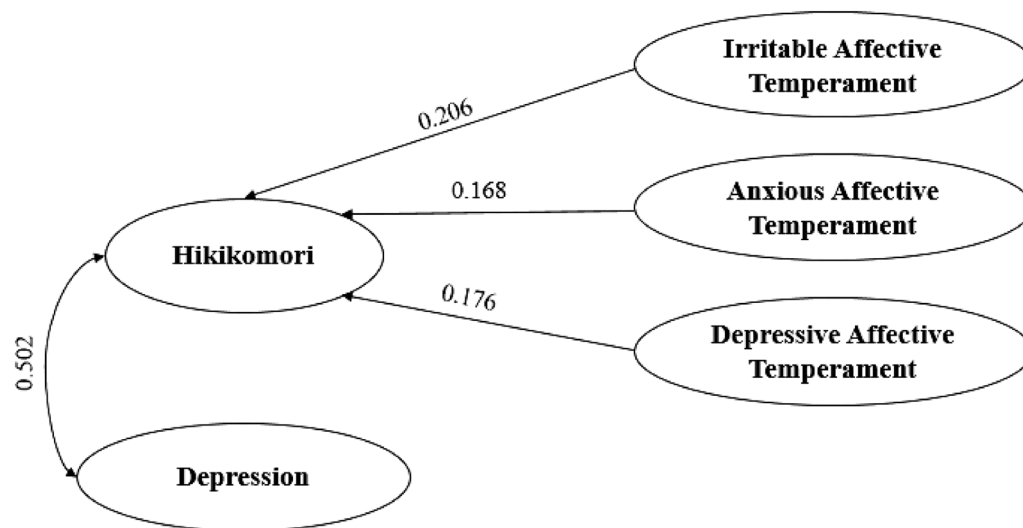 Irritable Affective
Temperament
0.206
Anxious Affective
Temperament
0.168
Hikikomori
0.176
Depressive Affective
Temperament
0.502
Depression